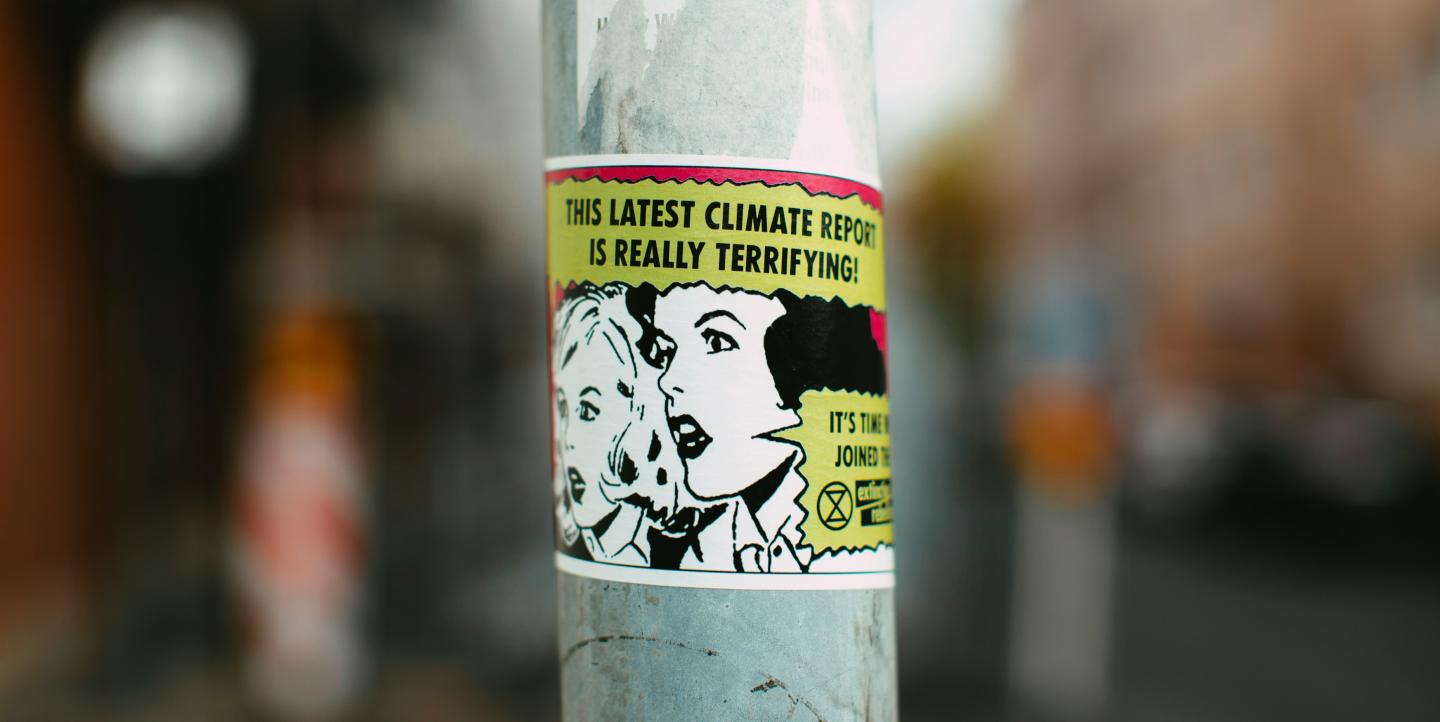 THIS LATEST CLIMATE REPORT
IS REALLY TERRIFYING!
IT'S TIME
JOINED